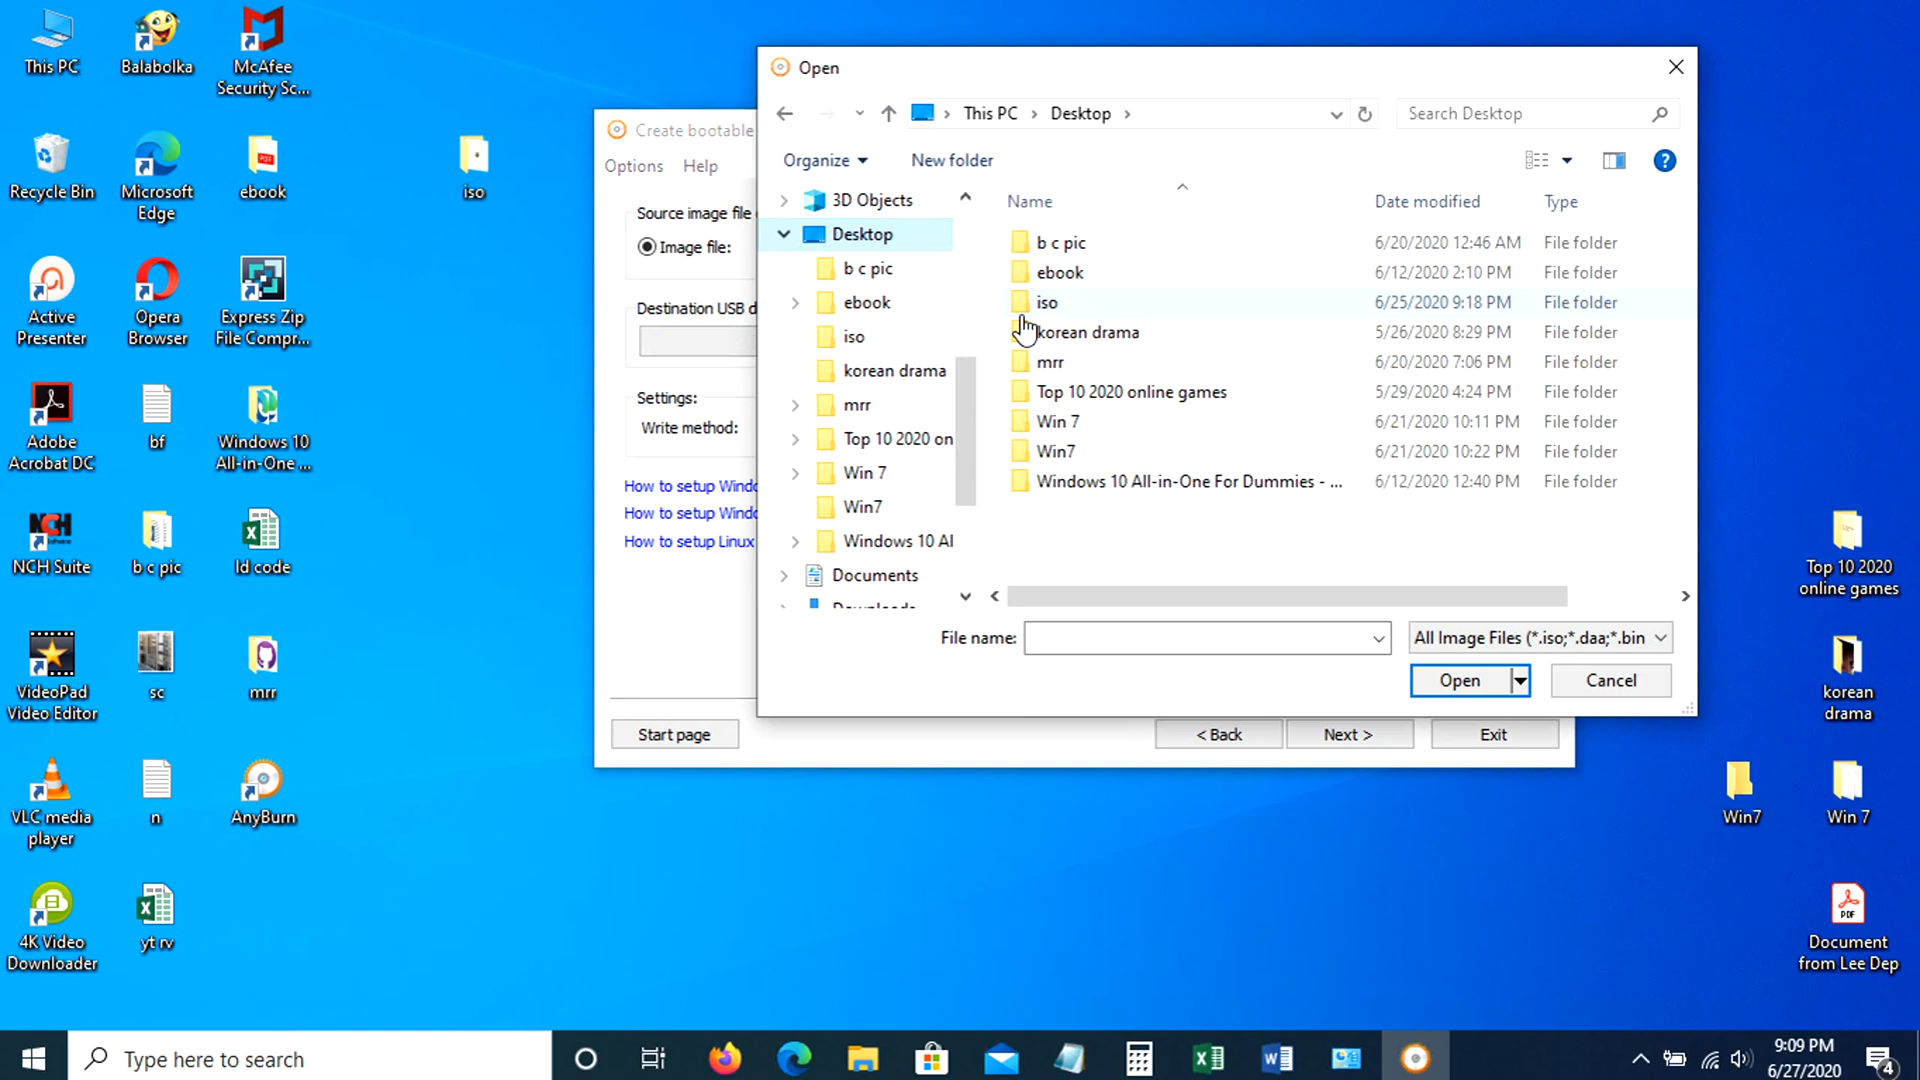 This PC
Balabolka
McAfee
Security Sc...
Recycle Bin
Microsoft
Edge
ebook
iso
Active
Presenter
Opera
Browser
Express Zip
File Compr...
Adobe
Acrobat DC
bf
Windows 10
All-in-One ...
NCH Suite
b c pic
ld code
VideoPad
Video Editor
sc
mrr
VLC media
player
n
AnyBurn
4K Video
Downloader
yt rv
Create bootable
Options Help
Source image file
Image file:
Destination USB d
Settings:
Write method:
How to setup Windo
How to setup Windo
How to setup Linux
Start page
< Back
Next >
Exit
Open
This PC > Desktop >
Search Desktop
Organize
New folder
3D Objects
Desktop
b c pic
ebook
iso
korean drama
mrr
Top 10 2020 on
Win 7
Win7
Windows 10 Al
Documents
Downloads
Name Date modified Type
b c pic 6/20/2020 12:46 AM File folder
ebook 6/12/2020 2:10 PM File folder
iso 6/25/2020 9:18 PM File folder
korean drama 5/26/2020 8:29 PM File folder
mrr 6/20/2020 7:06 PM File folder
Top 10 2020 online games 5/29/2020 4:24 PM File folder
Win 7 6/21/2020 10:11 PM File folder
Win7 6/21/2020 10:22 PM File folder
Windows 10 All-in-One For Dummies - ... 6/12/2020 12:40 PM File folder
File name:
All Image Files (*.iso;*.daa;*.bin
Open
Cancel
Top 10 2020
online games
korean
drama
Win7
Win 7
PDF
Document
from Lee Dep
Type here to search
9:09 PM
6/27/2020
4